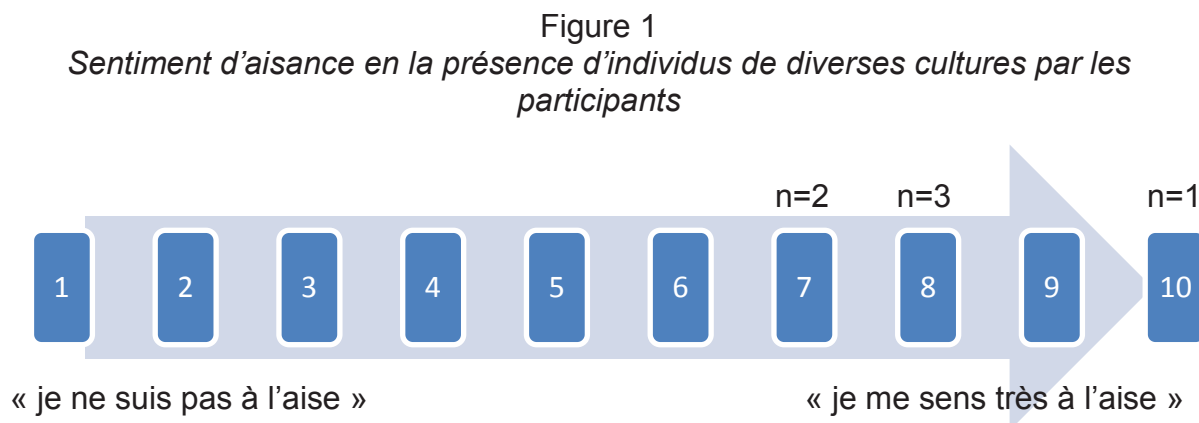 Figure 1
Sentiment d’aisance en la présence d’individus de diverses cultures par les
participants
n=2 n=3 n=1
1 2 3 4 5 6 7 8 9 10
« je ne suis pas à l’aise » « je me sens très à l’aise »